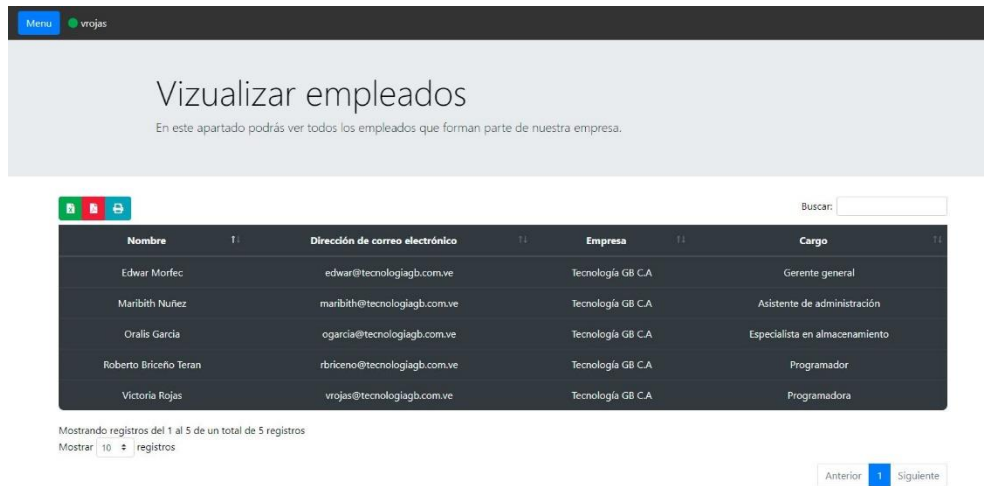 Menu vrojas
Vizualizar empleados
En este apartado podrás ver todos los empleados que forman parte de nuestra empresa.
Buscar:
Nombre Dirección de correo electrónico Empresa Cargo
Edwar Morfec edwar@tecnologiagb.com.ve Tecnología GB C.A Gerente general
Maribith Nuñez maribith@tecnologiagb.com.ve Tecnología GB C.A Asistente de administración
Oralis Garcia ogarcia@tecnologiagb.com.ve Tecnología GB C.A Especialista en almacenamiento
Roberto Briceño Teran rbriceno@tecnologiagb.com.ve Tecnología GB C.A Programador
Victoria Rojas vrojas@tecnologiagb.com.ve Tecnología GB C.A Programadora
Mostrando registros del 1 al 5 de un total de 5 registros
Mostrar 10 registros
Anterior 1 Siguiente